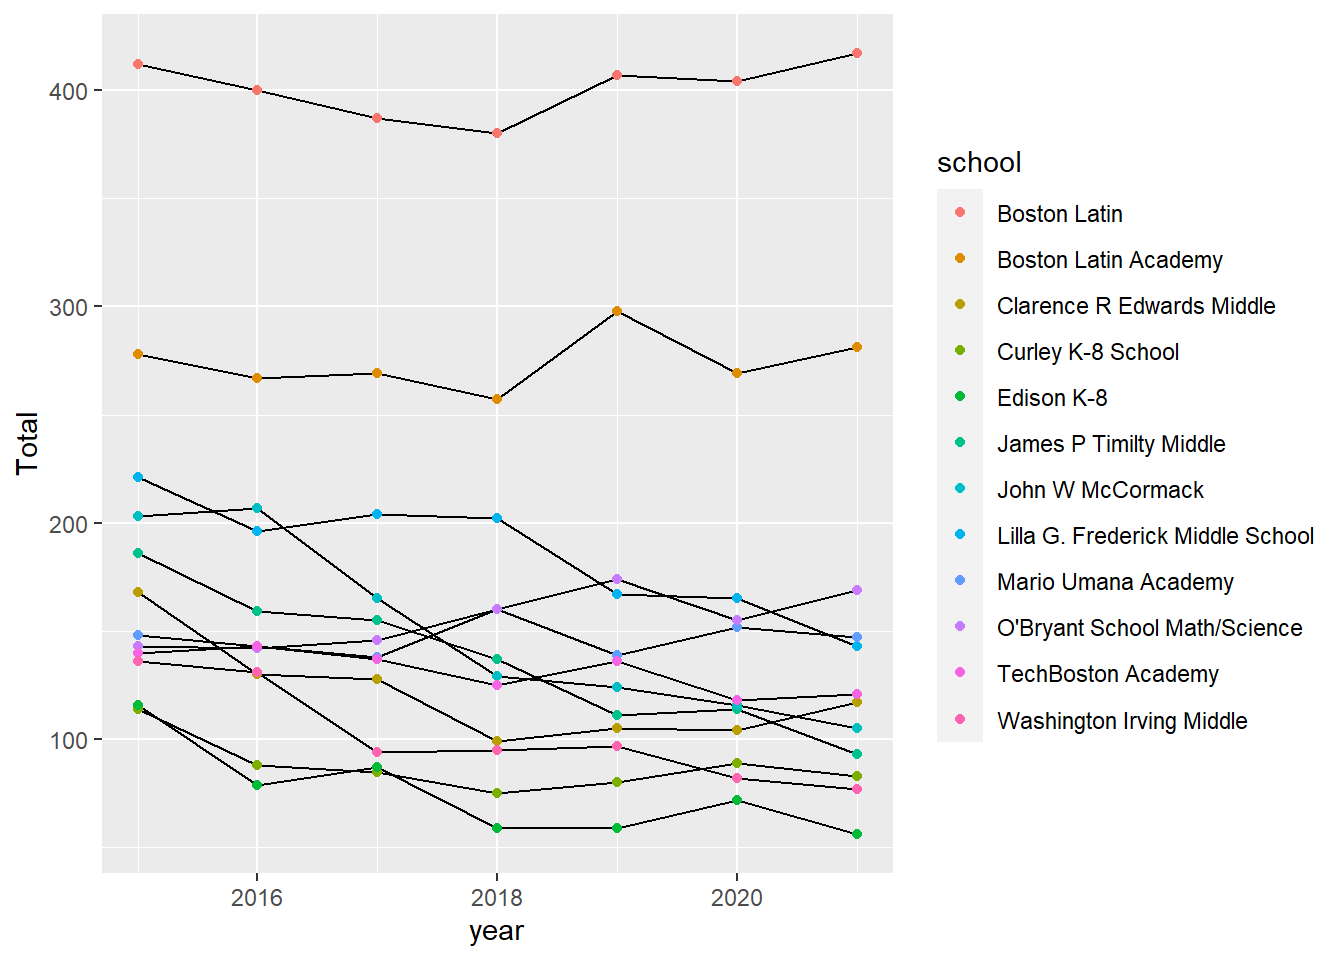 400
300
200
100
Total
2016
2018
2020
year
school
Boston Latin
Boston Latin Academy
Clarence R Edwards Middle
Curley K-8 School
Edison K-8
James P Timilty Middle
John W McCormack
Lilla G. Frederick Middle School
Mario Umana Academy
O'Bryant School Math/Science
TechBoston Academy
Washington Irving Middle